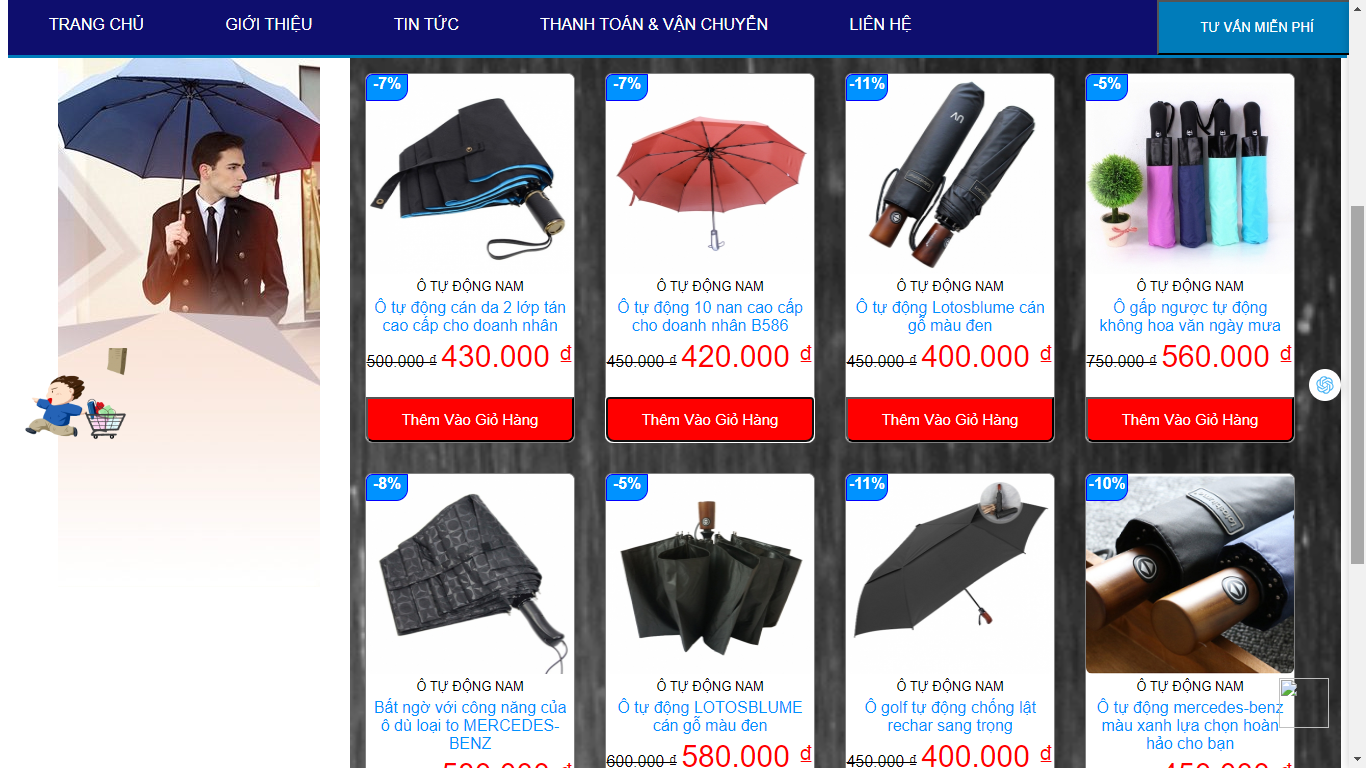 TRANG CHỦ GIỚI THIỆU TIN TỨC THANH TOÁN & VẬN CHUYỂN LIÊN HỆ TƯ VẤN MIỄN PHÍ
-7% -7% -11% -5%
Ô TỰ ĐỘNG NAM Ô TỰ ĐỘNG NAM Ô TỰ ĐỘNG NAM Ô TỰ ĐỘNG NAM
Ô tự động cán da 2 lớp tán
cao cấp cho doanh nhân
Ô tự động 10 nan cao cấp
cho doanh nhân B586
Ô tự động Lotosblume cán
gỗ màu đen
Ô gấp ngược tự động
không hoa văn ngày mưa
500.000 ₫ 430.000 ₫ 450.000 ₫ 420.000 ₫ 450.000 ₫ 400.000 ₫ 750.000 ₫ 560.000 ₫
Thêm Vào Giỏ Hàng Thêm Vào Giỏ Hàng Thêm Vào Giỏ Hàng Thêm Vào Giỏ Hàng
-8% -5% -11% -10%
Ô TỰ ĐỘNG NAM Ô TỰ ĐỘNG NAM Ô TỰ ĐỘNG NAM Ô TỰ ĐỘNG NAM
Bất ngờ với công năng của
ô dù loại to MERCEDES-
BENZ
Ô tự động LOTOSBLUME
cán gỗ màu đen
Ô golf tự động chống lật
rechar sang trọng
Ô tự động mercedes-benz
màu xanh lựa chọn hoàn
hảo cho bạn
600.000 ₫ 580.000 ₫ 450.000 ₫ 400.000 ₫